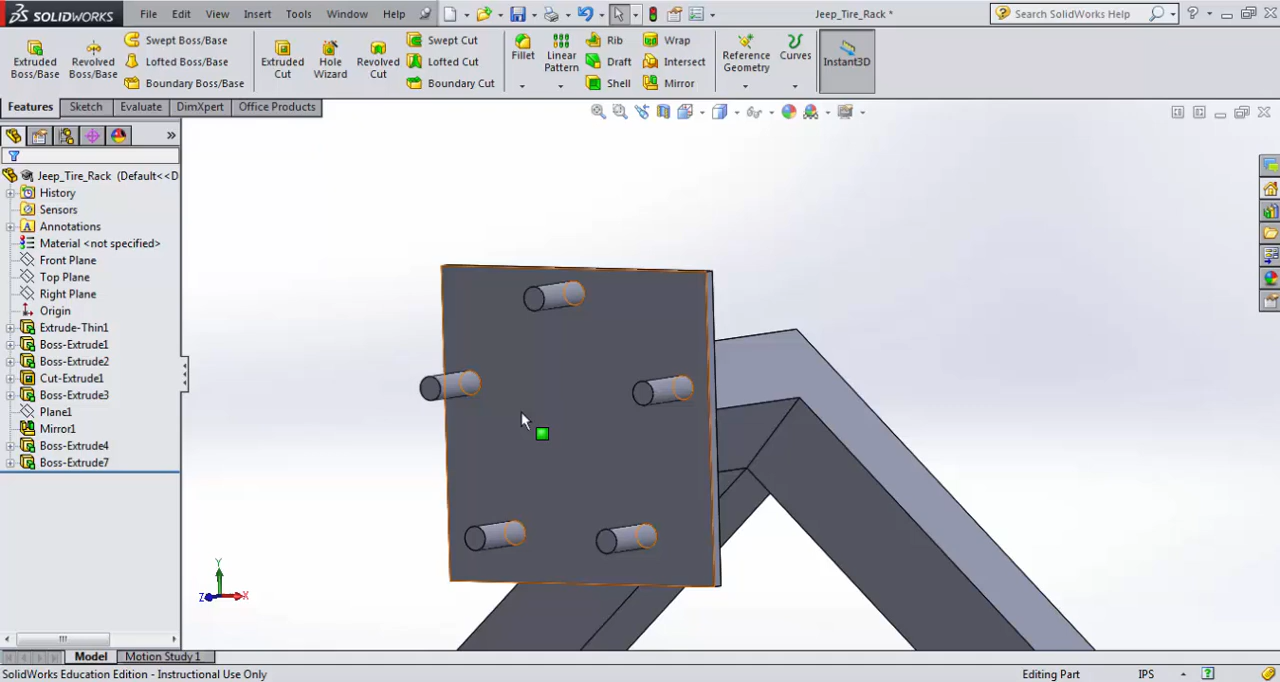 SOLIDWORKS File Edit View Insert Tools Window Help Jeep_Tire_Rack * Search SolidWorks Help
Extruded Boss/Base
Revolved Boss/Base
Swept Boss/Base
Lofted Boss/Base
Boundary Boss/Base
Extruded Cut
Hole Wizard
Revolved Cut
Swept Cut
Lofted Cut
Boundary Cut
Fillet
Linear Pattern
Rib
Draft
Shell
Wrap
Intersect
Mirror
Reference Geometry
Curves
Instant3D
Features Sketch Evaluate DimXpert Office Products
Jeep_Tire_Rack (Default<<D
History
Sensors
Annotations
Material <not specified>
Front Plane
Top Plane
Right Plane
Origin
Extrude-Thin1
Boss-Extrude1
Boss-Extrude2
Cut-Extrude1
Boss-Extrude3
Plane1
Mirror1
Boss-Extrude4
Boss-Extrude7
Y
Z X
Model Motion Study 1
SolidWorks Education Edition - Instructional Use Only Editing Part IPS